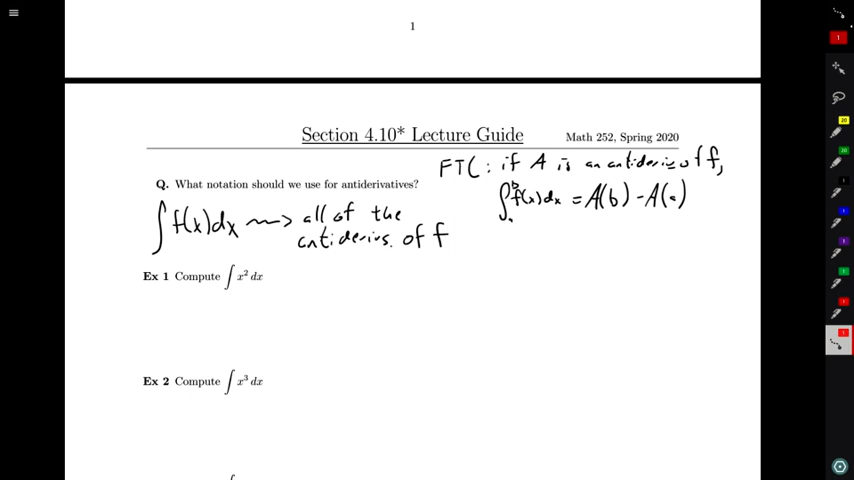 1
Section 4.10* Lecture Guide
Math 252, Spring 2020
FTC: if A is an antideriv of f,
Q. What notation should we use for antiderivatives?
∫_a^b f(x)dx = A(b) - A(a)
∫ f(x)dx ⟿ all of the
antiderivs. of f
Ex 1 Compute ∫ x² dx
Ex 2 Compute ∫ x³ dx